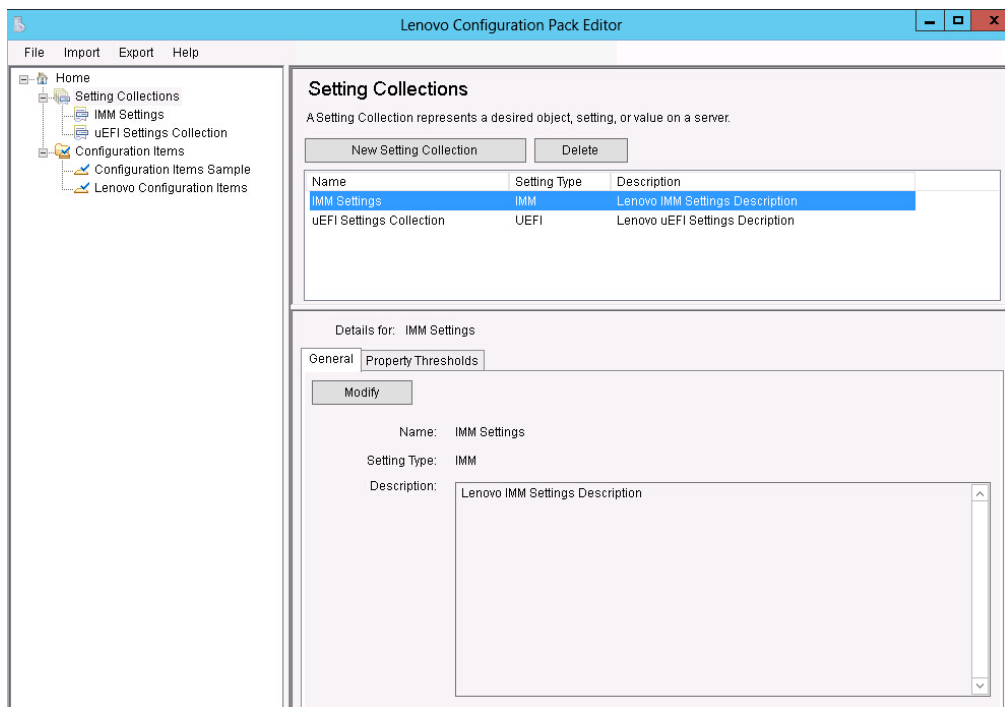 Lenovo Configuration Pack Editor
File Import Export Help
Home
Setting Collections
IMM Settings
uEFI Settings Collection
Configuration Items
Configuration Items Sample
Lenovo Configuration Items
Setting Collections
A Setting Collection represents a desired object, setting, or value on a server.
New Setting Collection Delete
Name Setting Type Description
IMM Settings IMM Lenovo IMM Settings Description
uEFI Settings Collection UEFI Lenovo uEFI Settings Decription
Details for: IMM Settings
General Property Thresholds
Modify
Name: IMM Settings
Setting Type: IMM
Description: Lenovo IMM Settings Description